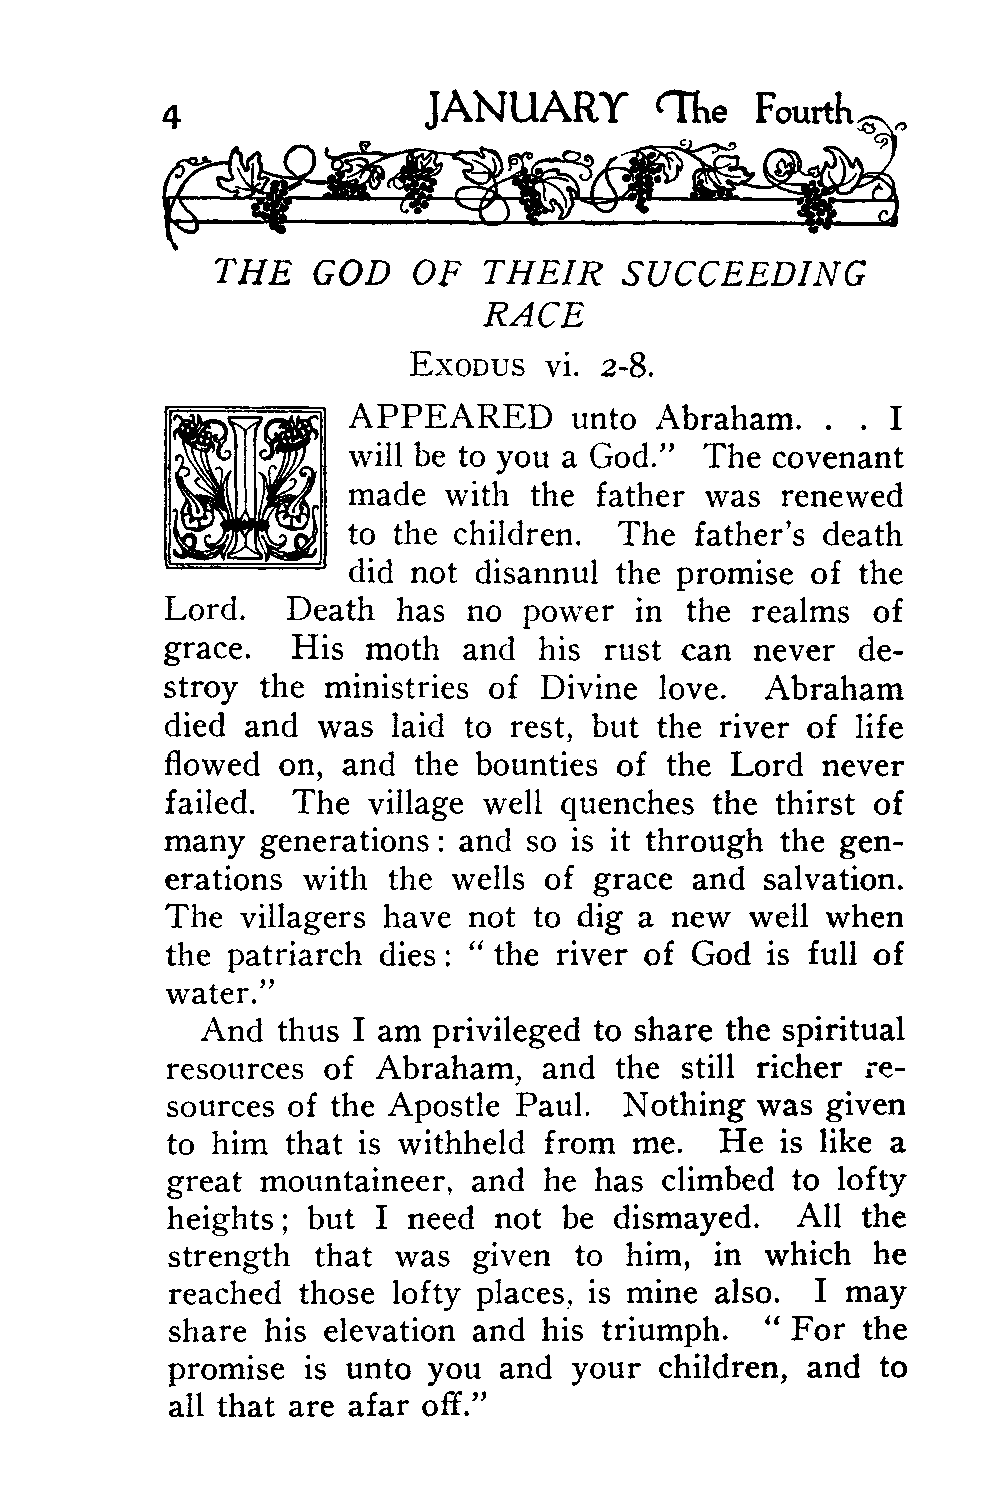 4 JANUARY The Fourth
THE GOD OF THEIR SUCCEEDING
RACE
EXODUS vi. 2-8.
I APPEARED unto Abraham. . . I
will be to you a God.” The covenant
made with the father was renewed
to the children. The father’s death
did not disannul the promise of the
Lord. Death has no power in the realms of
grace. His moth and his rust can never de-
stroy the ministries of Divine love. Abraham
died and was laid to rest, but the river of life
flowed on, and the bounties of the Lord never
failed. The village well quenches the thirst of
many generations: and so is it through the gen-
erations with the wells of grace and salvation.
The villagers have not to dig a new well when
the patriarch dies: “ the river of God is full of
water.”
And thus I am privileged to share the spiritual
resources of Abraham, and the still richer re-
sources of the Apostle Paul. Nothing was given
to him that is withheld from me. He is like a
great mountaineer, and he has climbed to lofty
heights; but I need not be dismayed. All the
strength that was given to him, in which he
reached those lofty places, is mine also. I may
share his elevation and his triumph. “ For the
promise is unto you and your children, and to
all that are afar off.”